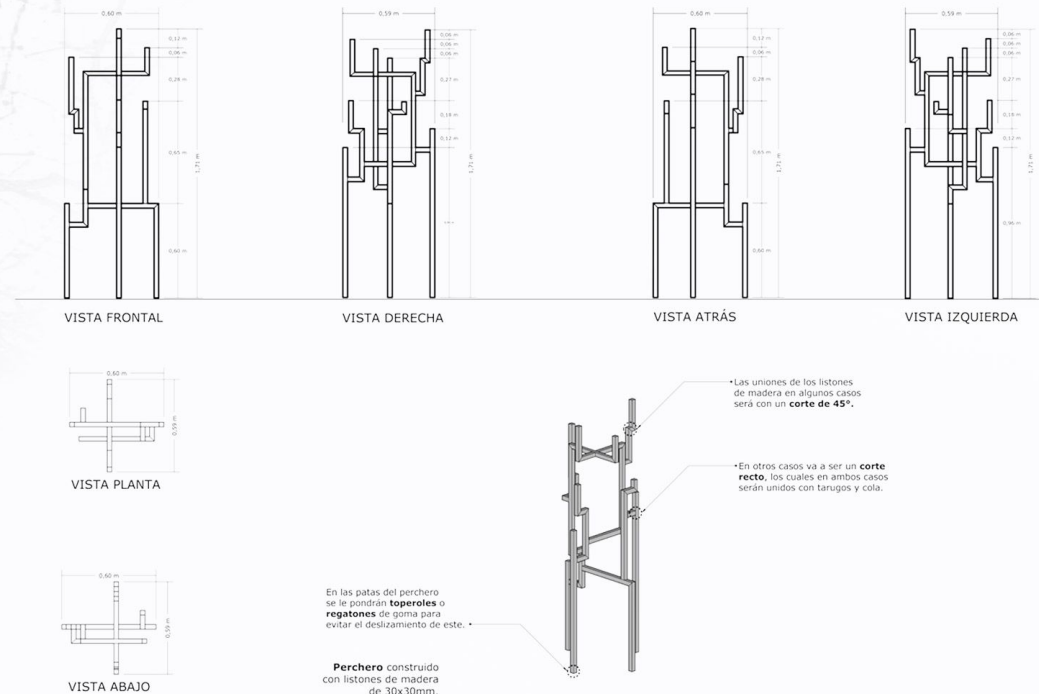 0,60 m
0,12 m
0,06 m
0,28 m
0,65 m
1,71 m
0,60 m
VISTA FRONTAL
0,59 m
0,06 m
0,06 m
0,06 m
0,27 m
0,18 m
0,12 m
1,71 m
VISTA DERECHA
0,60 m
0,12 m
0,06 m
0,28 m
0,65 m
1,71 m
0,60 m
VISTA ATRÁS
0,59 m
0,06 m
0,06 m
0,06 m
0,27 m
0,18 m
0,12 m
1,71 m
0,96 m
VISTA IZQUIERDA
0,60 m
0,59 m
VISTA PLANTA
0,60 m
0,59 m
VISTA ABAJO
Las uniones de los listones
de madera en algunos casos
será con un corte de 45°.
En otros casos va a ser un corte
recto, los cuales en ambos casos
serán unidos con tarugos y cola.
En las patas del perchero
se le pondrán toperoles o
regatones de goma para
evitar el deslizamiento de este.
Perchero construido
con listones de madera
de 30x30mm.